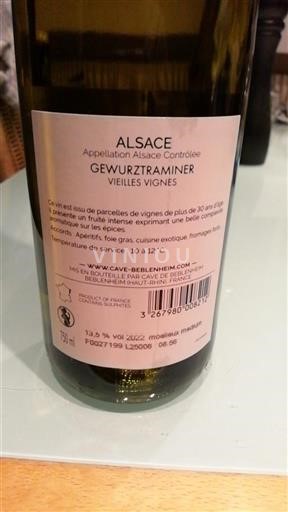 ALSACE
Appellation Alsace Contrôlée
GEWURZTRAMINER
VIEILLES VIGNES
Ce vin est issu de parcelles de vignes de plus de 30 ans d'âge
présente un fruité intense exprimant une belle
aromatique sur les épices.
Accords: Apéritifs, foie gras, cuisine exotique, fromages forts
Température de service: 10 à 12°C
VINIOU
WWW.CAVE-BEBLENHEIM.COM
MIS EN BOUTEILLE PAR CAVE DE BEBLENHEIM
BEBLENHEIM (HAUT-RHIN), FRANCE
PRODUCT OF FRANCE
CONTAINS SULPHITES
750 ml
3 267980 008212
13,5 % vol 2022 moelleux medium
F0027199 L25006 08:56